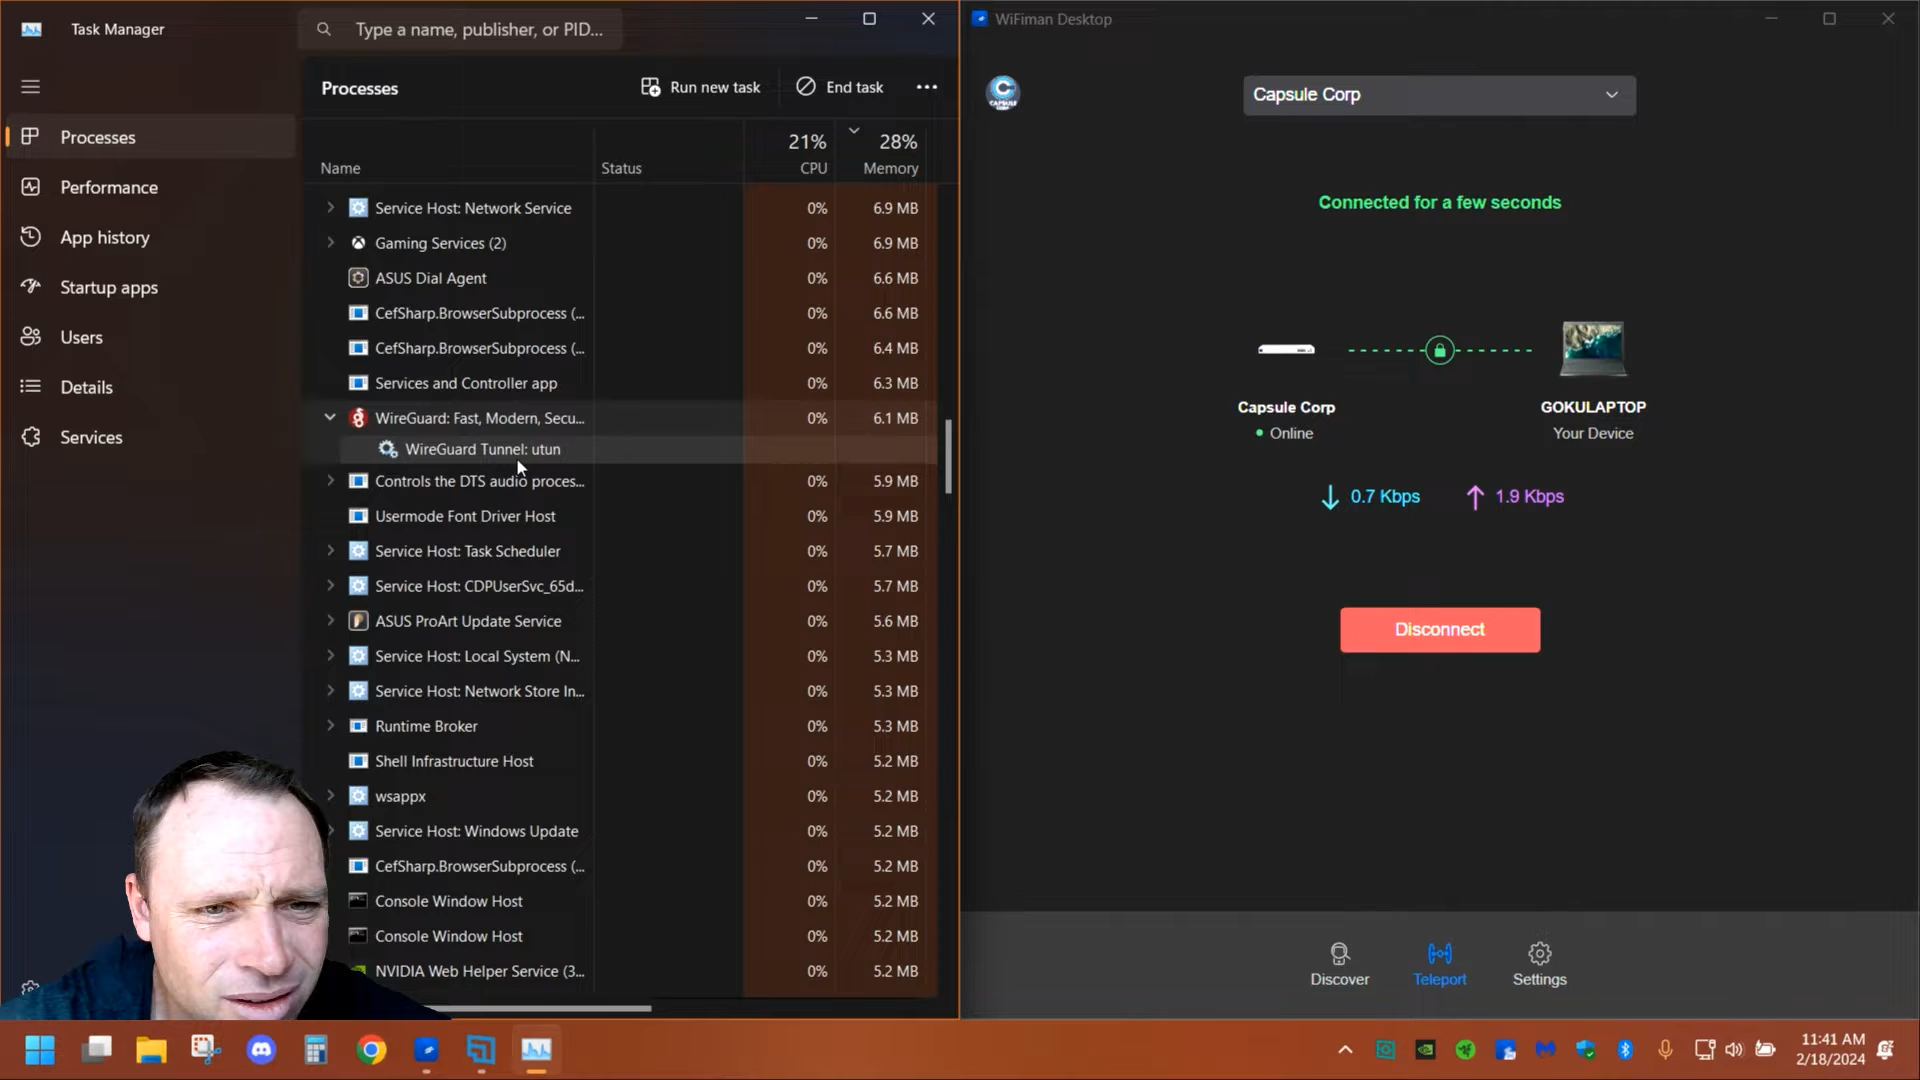 Task Manager
Type a name, publisher, or PID...
WiFiman Desktop
Processes
Run new task
End task
Capsule Corp
Processes
Performance
App history
Startup apps
Users
Details
Services
21%
28%
Name
Status
CPU
Memory
Service Host: Network Service 0% 6.9 MB
Gaming Services (2) 0% 6.9 MB
ASUS Dial Agent 0% 6.6 MB
CefSharp.BrowserSubprocess (... 0% 6.6 MB
CefSharp.BrowserSubprocess (... 0% 6.4 MB
Services and Controller app 0% 6.3 MB
WireGuard: Fast, Modern, Secu... 0% 6.1 MB
WireGuard Tunnel: utun
Controls the DTS audio proces... 0% 5.9 MB
Usermode Font Driver Host 0% 5.9 MB
Service Host: Task Scheduler 0% 5.7 MB
Service Host: CDPUserSvc_65d... 0% 5.7 MB
ASUS ProArt Update Service 0% 5.6 MB
Service Host: Local System (N... 0% 5.3 MB
Service Host: Network Store In... 0% 5.3 MB
Runtime Broker 0% 5.3 MB
Shell Infrastructure Host 0% 5.2 MB
wsappx 0% 5.2 MB
Service Host: Windows Update 0% 5.2 MB
CefSharp.BrowserSubprocess (... 0% 5.2 MB
Console Window Host 0% 5.2 MB
Console Window Host 0% 5.2 MB
NVIDIA Web Helper Service (3... 0% 5.2 MB
Connected for a few seconds
Capsule Corp
Online
GOKULAPTOP
Your Device
0.7 Kbps
1.9 Kbps
Disconnect
Discover
Teleport
Settings
11:41 AM
2/18/2024